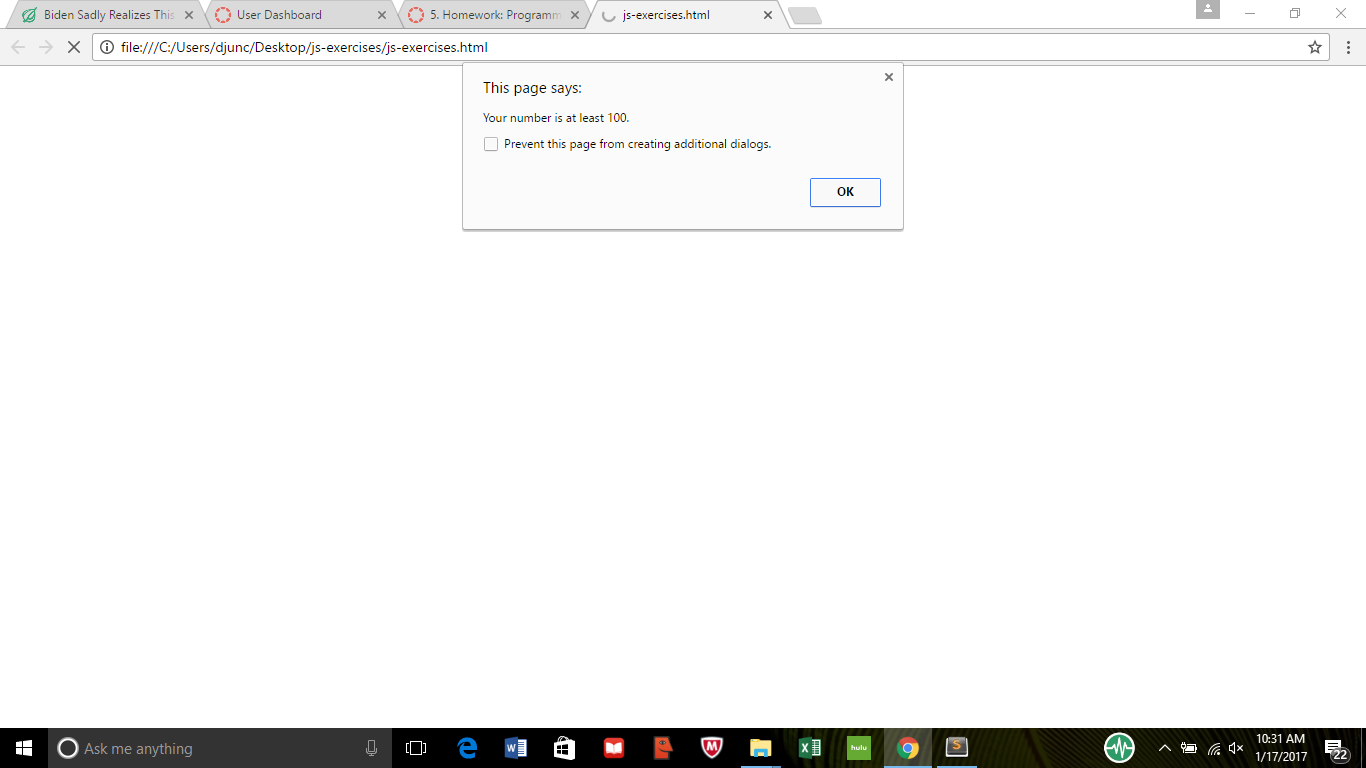 Biden Sadly Realizes This
User Dashboard
5. Homework: Programm
js-exercises.html
file:///C:/Users/djunc/Desktop/js-exercises/js-exercises.html
This page says:
Your number is at least 100.
Prevent this page from creating additional dialogs.
OK
Ask me anything
hulu
10:31 AM
1/17/2017
22